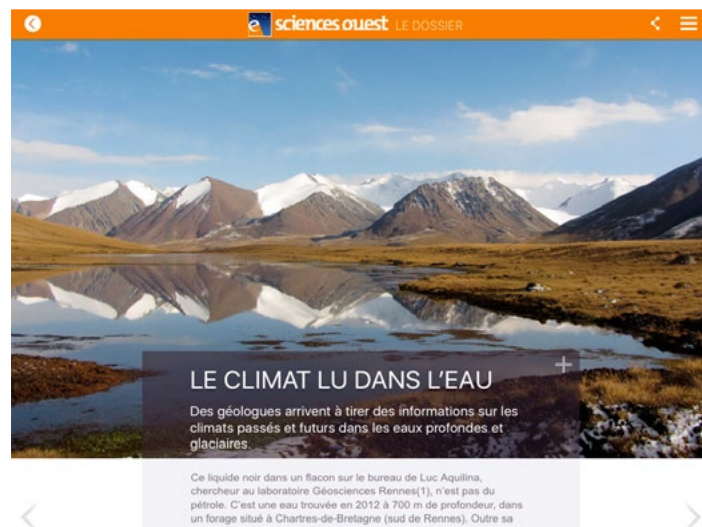 sciences ouest LE DOSSIER
LE CLIMAT LU DANS L'EAU
Des géologues arrivent à tirer des informations sur les
climats passés et futurs dans les eaux profondes et
glaciaires.
Ce liquide noir dans un flacon sur le bureau de Luc Aquilina,
chercheur au laboratoire Géosciences Rennes(1), n'est pas du
pétrole. C'est une eau trouvée en 2012 à 700 m de profondeur, dans
un forage situé à Chartres-de-Bretagne (sud de Rennes). Outre sa